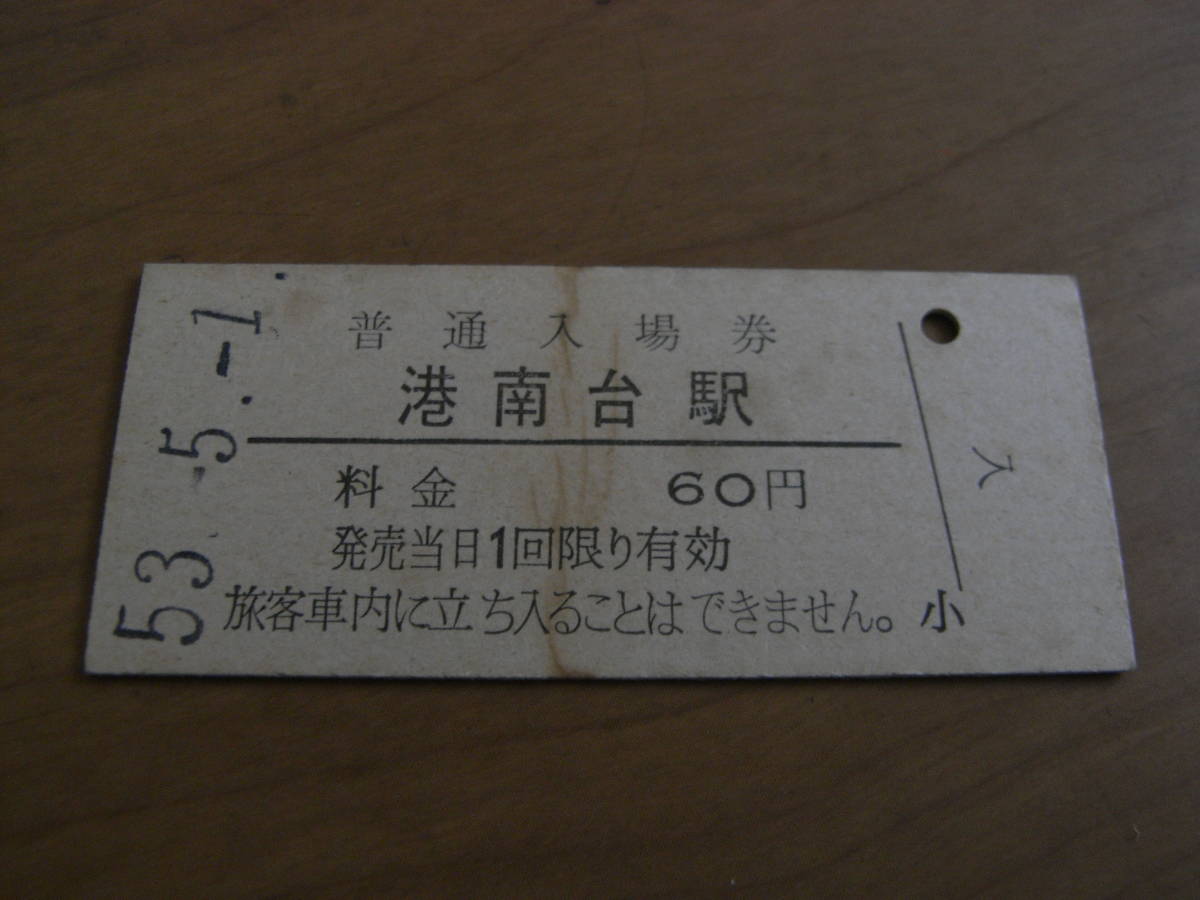 普通入場券
港南台駅
料金 60円
発売当日1回限り有効
旅客車内に立ち入ることはできません。
小
入
53.-5.-1.